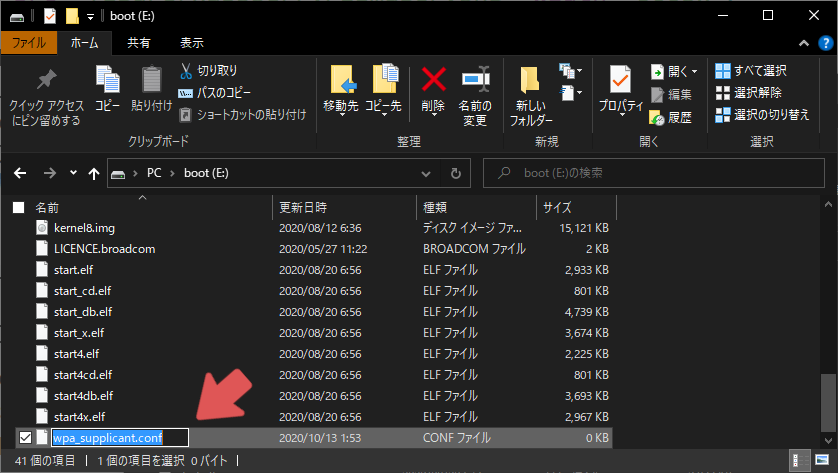 boot (E:)
ファイル ホーム 共有 表示
クイック アクセス
にピン留めする
コピー
貼り付け
切り取り
パスのコピー
ショートカットの貼り付け
クリップボード
移動先
コピー先
削除
名前の
変更
整理
新しい
フォルダー
新規
プロパティ
開く
編集
履歴
開く
すべて選択
選択解除
選択の切り替え
選択
PC boot (E:)
boot (E:)の検索
名前 更新日時 種類 サイズ
kernel8.img 2020/08/12 6:36 ディスク イメージ ファ... 15,121 KB
LICENCE.broadcom 2020/05/27 11:22 BROADCOM ファイル 2 KB
start.elf 2020/08/20 6:56 ELF ファイル 2,933 KB
start_cd.elf 2020/08/20 6:56 ELF ファイル 801 KB
start_db.elf 2020/08/20 6:56 ELF ファイル 4,739 KB
start_x.elf 2020/08/20 6:56 ELF ファイル 3,674 KB
start4.elf 2020/08/20 6:56 ELF ファイル 2,225 KB
start4cd.elf 2020/08/20 6:56 ELF ファイル 801 KB
start4db.elf 2020/08/20 6:56 ELF ファイル 3,693 KB
start4x.elf 2020/08/20 6:56 ELF ファイル 2,967 KB
wpa_supplicant.conf 2020/10/13 1:53 CONF ファイル 0 KB
41 個の項目 1 個の項目を選択 0 バイト